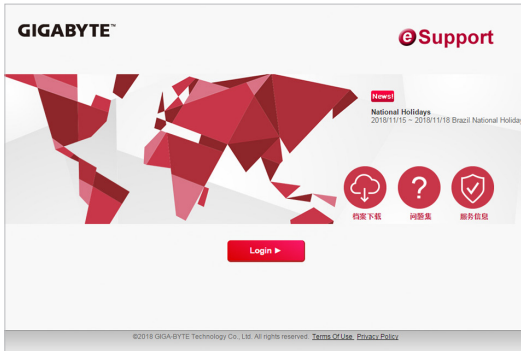 GIGABYTE™
eSupport
News!
National Holidays
2018/11/15 ~ 2018/11/18 Brazil National Holiday
档案下载 问题集 服务信息
Login ►
©2018 GIGA-BYTE Technology Co., Ltd. All rights reserved. Terms Of Use Privacy Policy